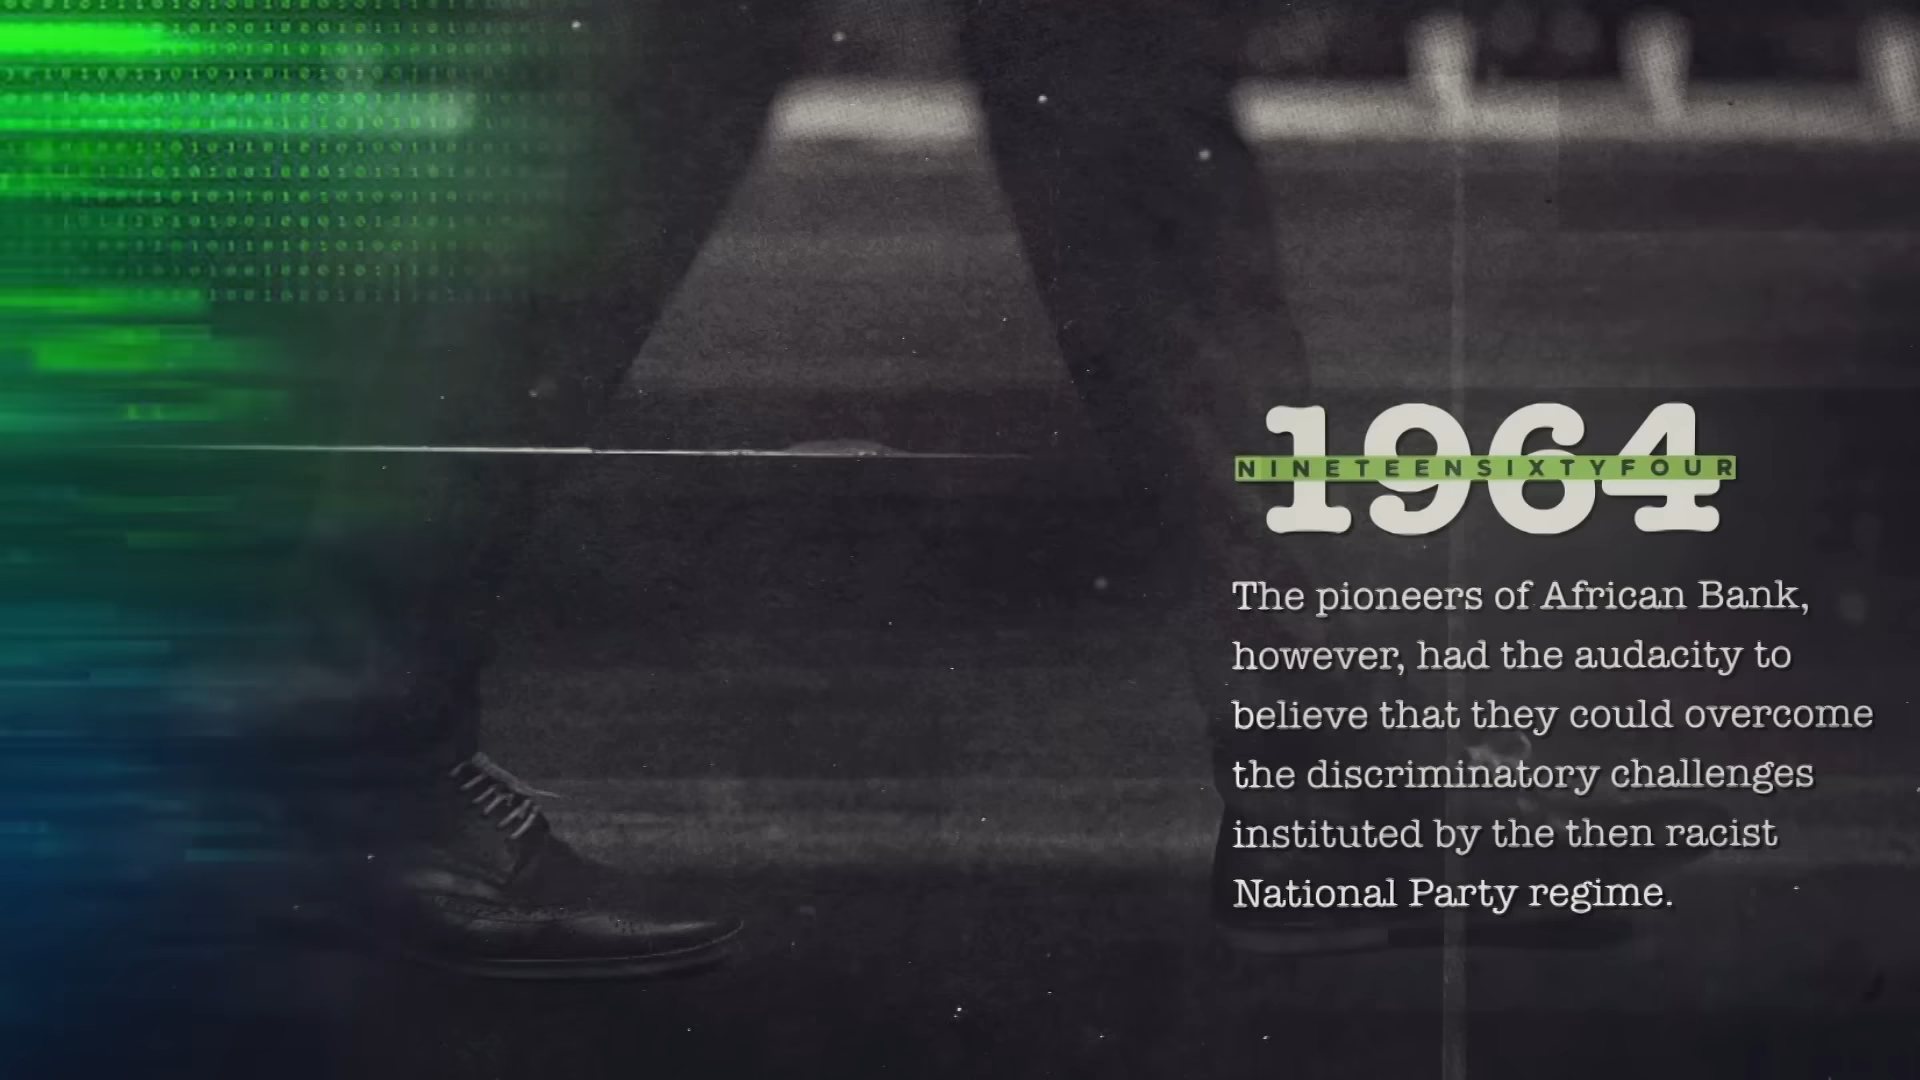 1964
NINETEENSIXTYFOUR
The pioneers of African Bank,
however, had the audacity to
believe that they could overcome
the discriminatory challenges
instituted by the then racist
National Party regime.